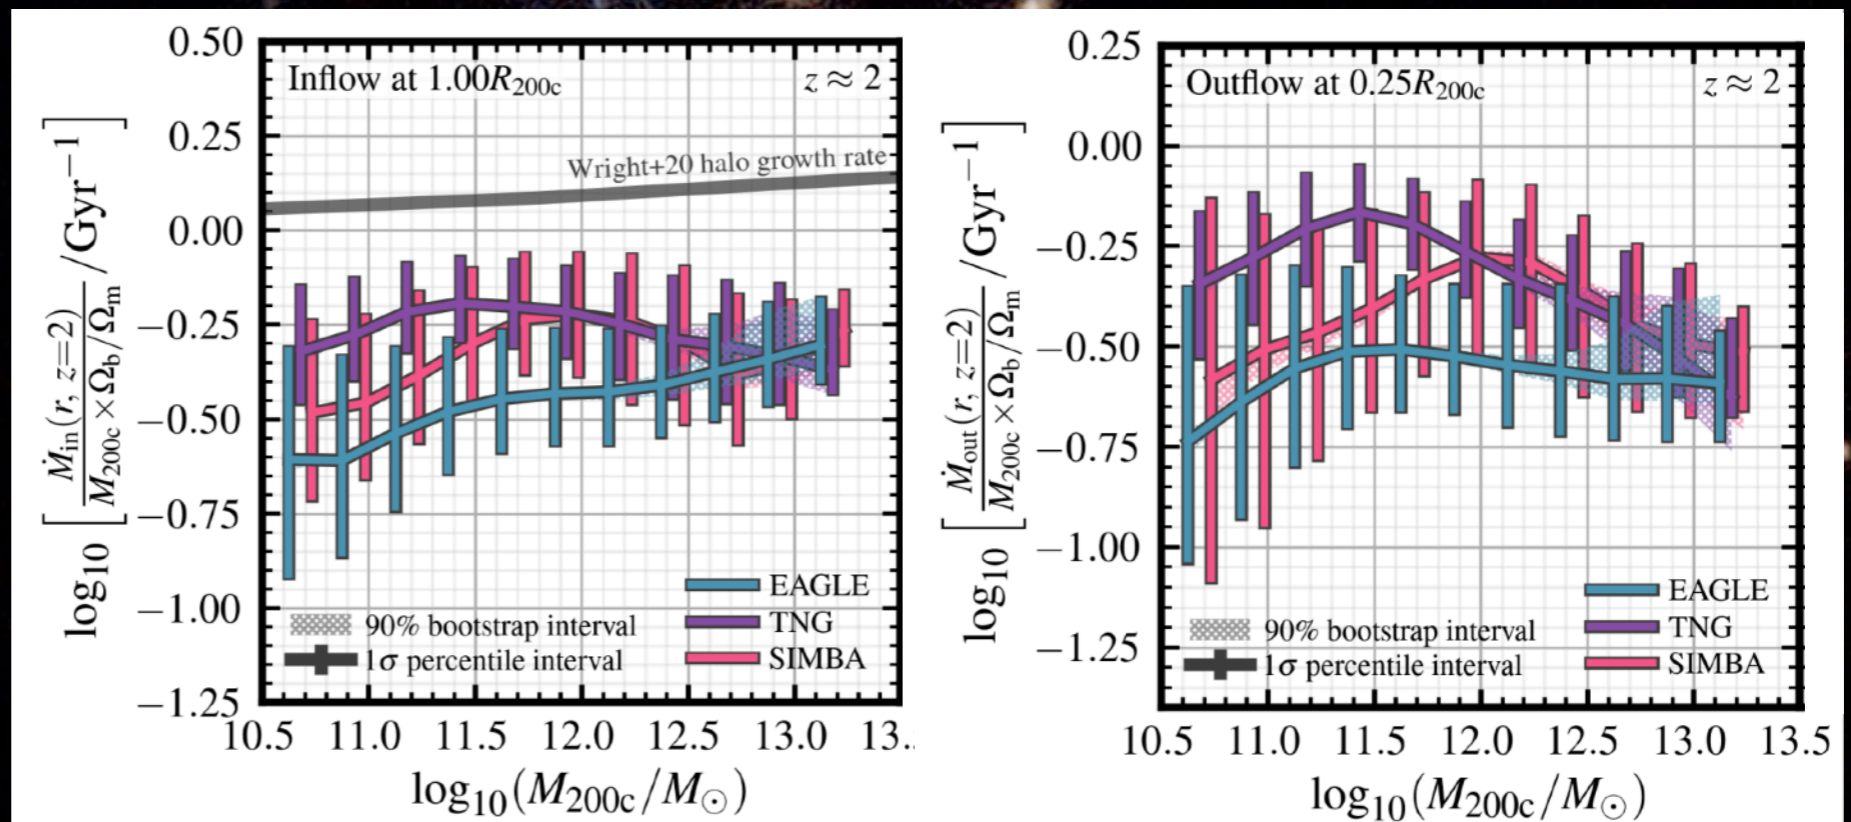 Inflow at 1.00R200c
z ≈ 2
Wright+20 halo growth rate
0.50
0.25
0.00
−0.25
−0.50
−0.75
−1.00
−1.25
log10 [ Ṁin(r, z=2) / M200c×Ωb/Ωm /Gyr−1 ]
EAGLE
TNG
SIMBA
90% bootstrap interval
1σ percentile interval
10.5 11.0 11.5 12.0 12.5 13.0 13.
log10(M200c/M⊙)
Outflow at 0.25R200c
z ≈ 2
0.25
0.00
−0.25
−0.50
−0.75
−1.00
−1.25
log10 [ Ṁout(r, z=2) / M200c×Ωb/Ωm /Gyr−1 ]
EAGLE
TNG
SIMBA
90% bootstrap interval
1σ percentile interval
10.5 11.0 11.5 12.0 12.5 13.0 13.5
log10(M200c/M⊙)